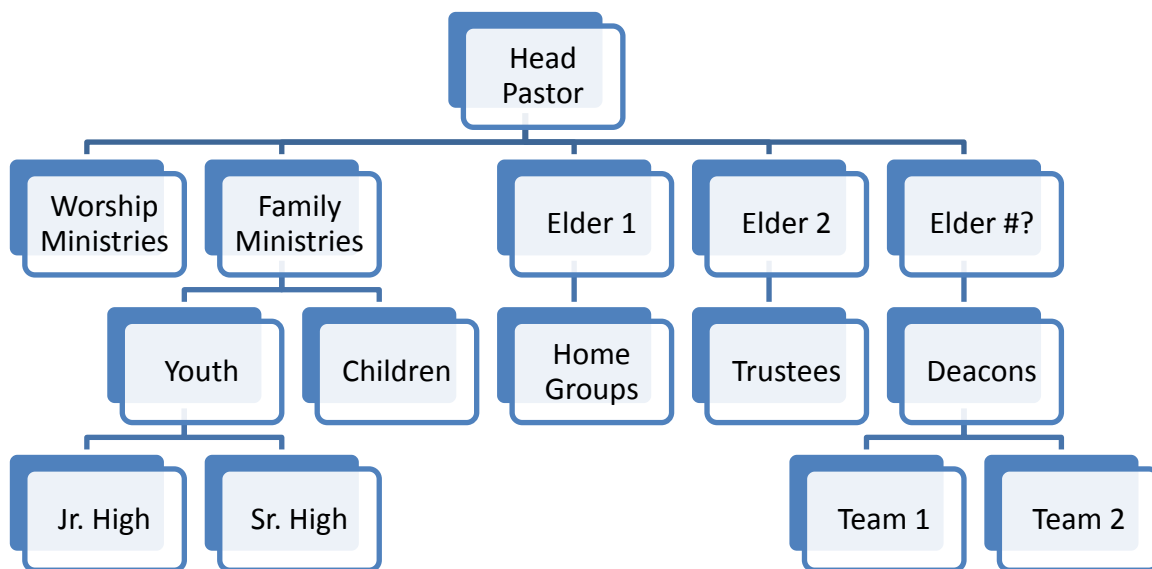 Head
Pastor
Worship
Ministries
Family
Ministries
Elder 1
Elder 2
Elder #?
Youth
Children
Home
Groups
Trustees
Deacons
Jr. High
Sr. High
Team 1
Team 2